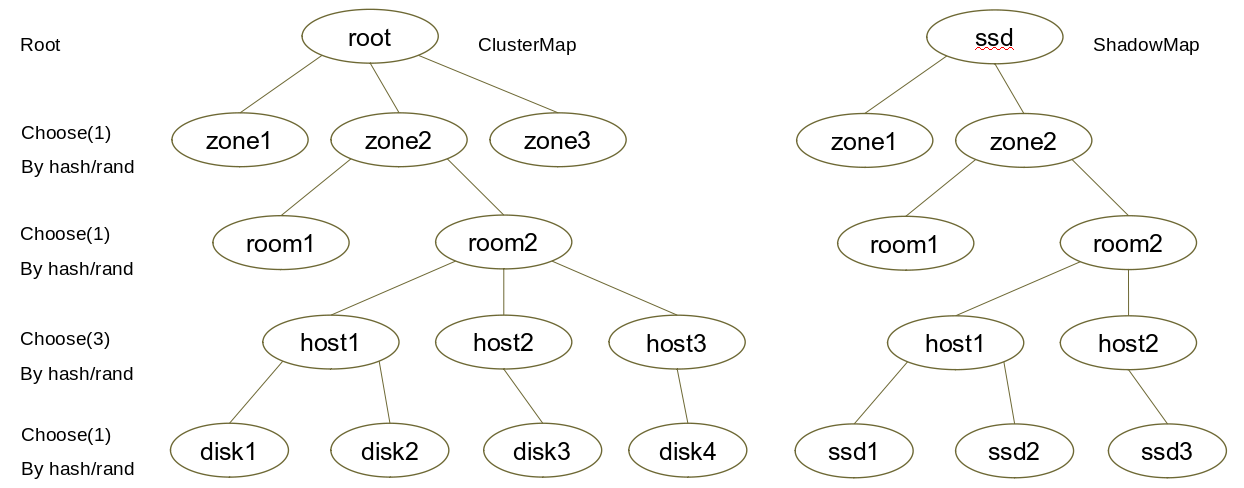 root
ssd
Root
ClusterMap
ShadowMap
Choose(1)
zone1
zone2
zone3
zone1
zone2
By hash/rand
Choose(1)
room1
room2
room1
room2
By hash/rand
Choose(3)
host1
host2
host3
host1
host2
By hash/rand
Choose(1)
disk1
disk2
disk3
disk4
ssd1
ssd2
ssd3
By hash/rand